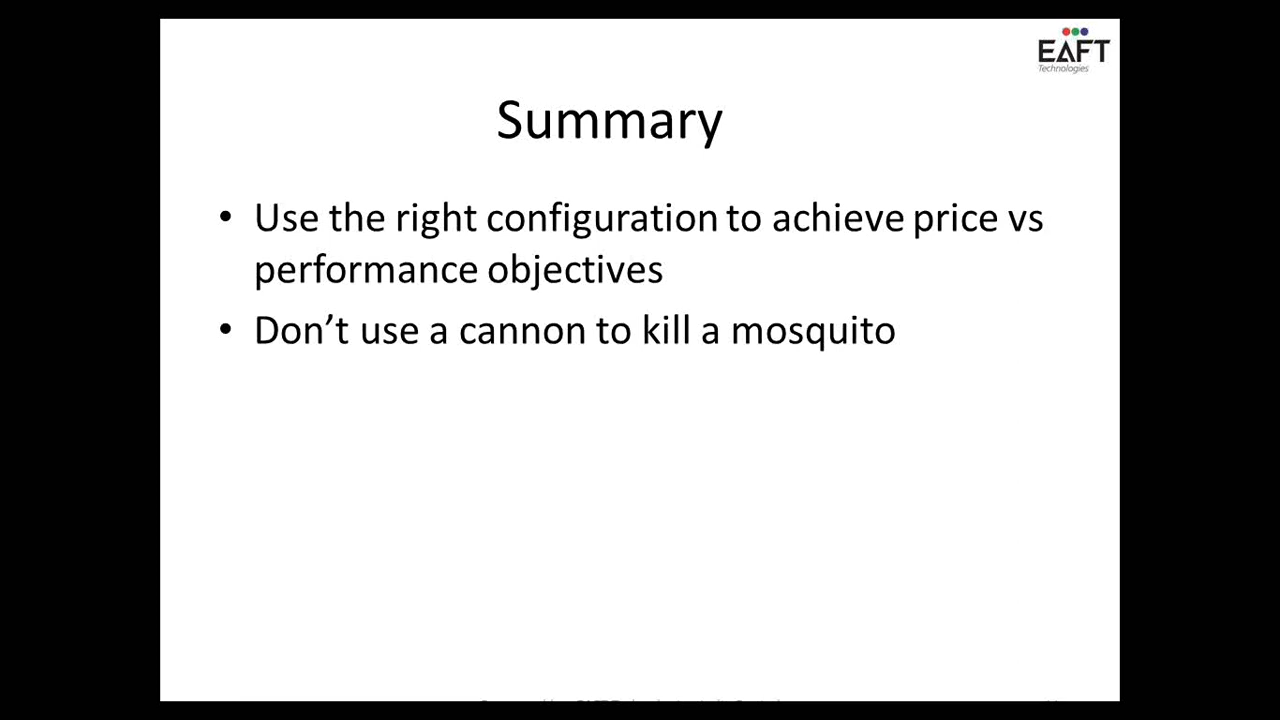 EAFT
Technologies
Summary
• Use the right configuration to achieve price vs
performance objectives
• Don’t use a cannon to kill a mosquito